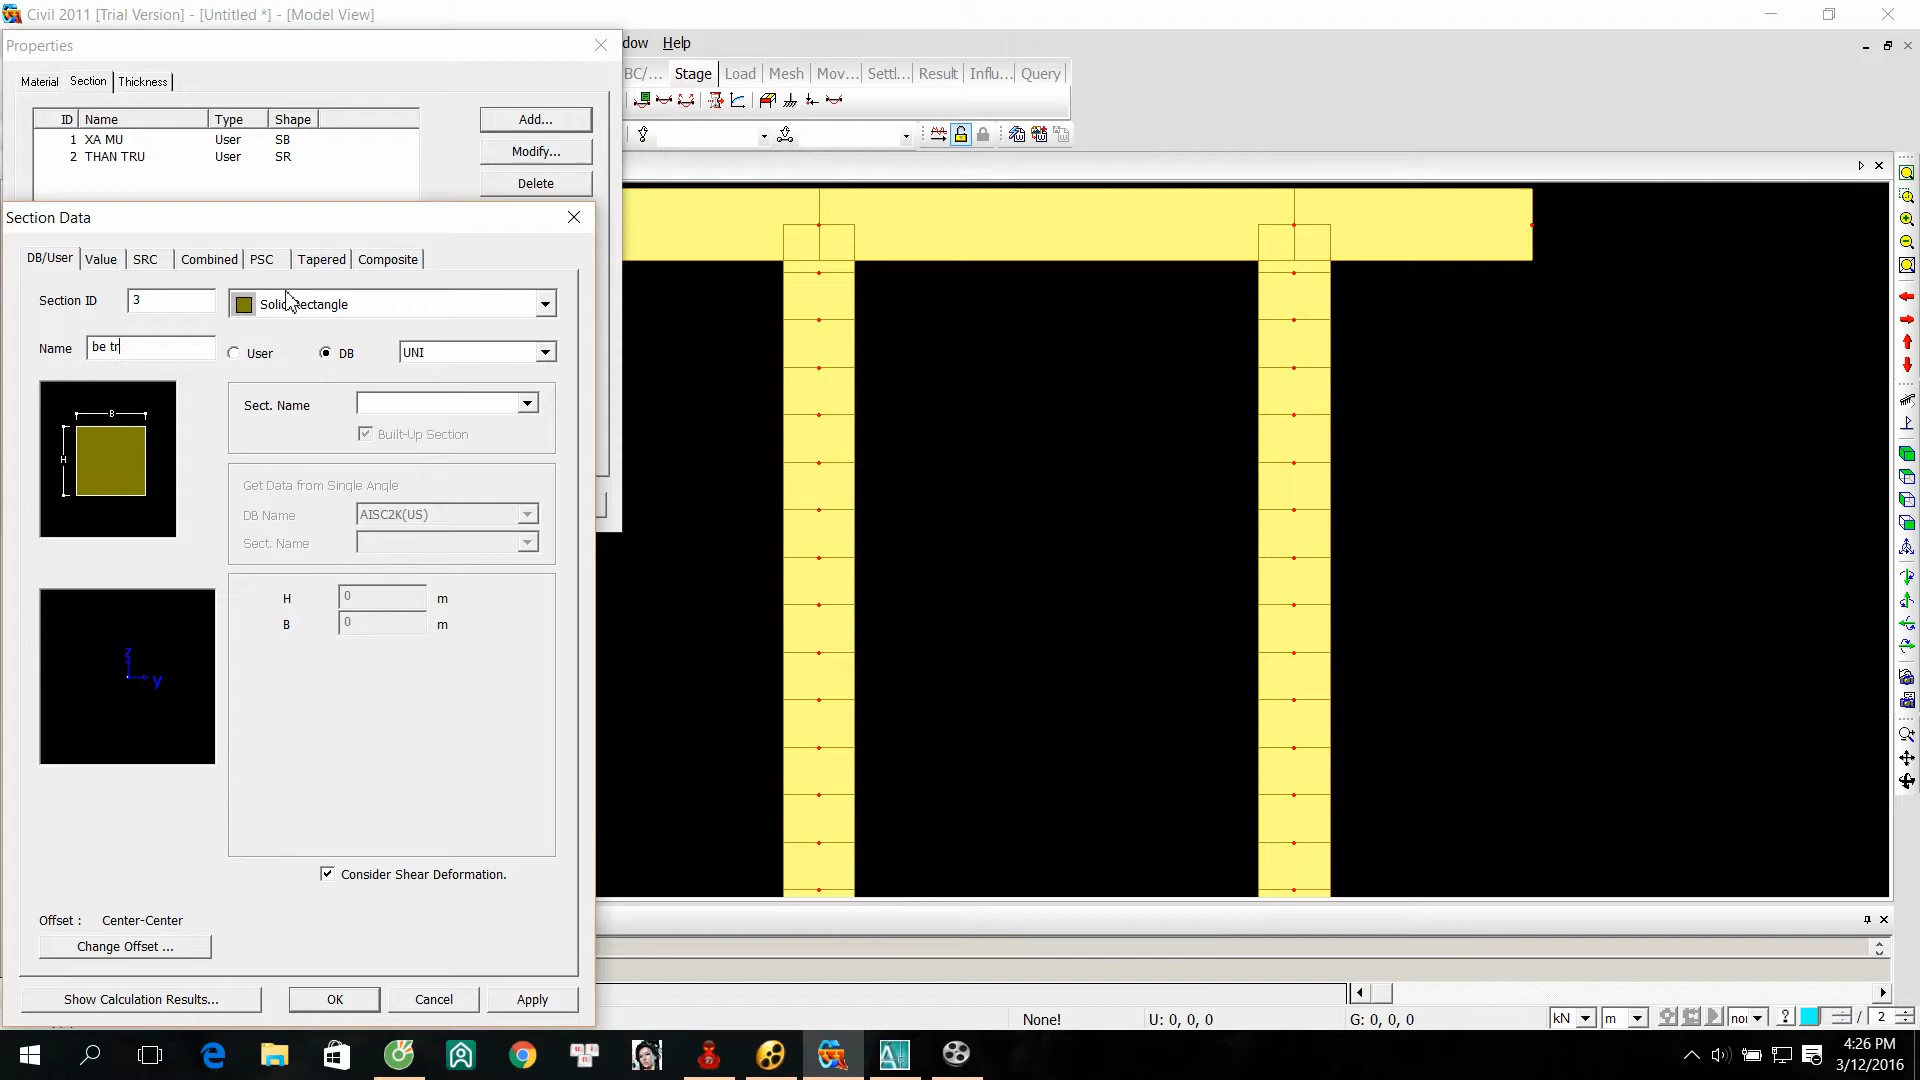 Civil 2011 [Trial Version] - [Untitled *] - [Model View]
Properties
dow Help
Material Section Thickness
BC/... Stage Load Mesh Mov... Settl... Result Influ... Query
ID Name Type Shape
1 XA MU User SB
2 THAN TRU User SR
Add...
Modify...
Delete
Section Data
DB/User Value SRC Combined PSC Tapered Composite
Section ID 3 Solid Rectangle
Name be tr User DB UNI
B
H
Sect. Name
Built-Up Section
Get Data from Single Angle
DB Name AISC2K(US)
Sect. Name
H 0 m
B 0 m
z
y
Consider Shear Deformation.
Offset : Center-Center
Change Offset ...
Show Calculation Results... OK Cancel Apply
None! U: 0, 0, 0 G: 0, 0, 0 kN m nor / 2
4:26 PM
3/12/2016